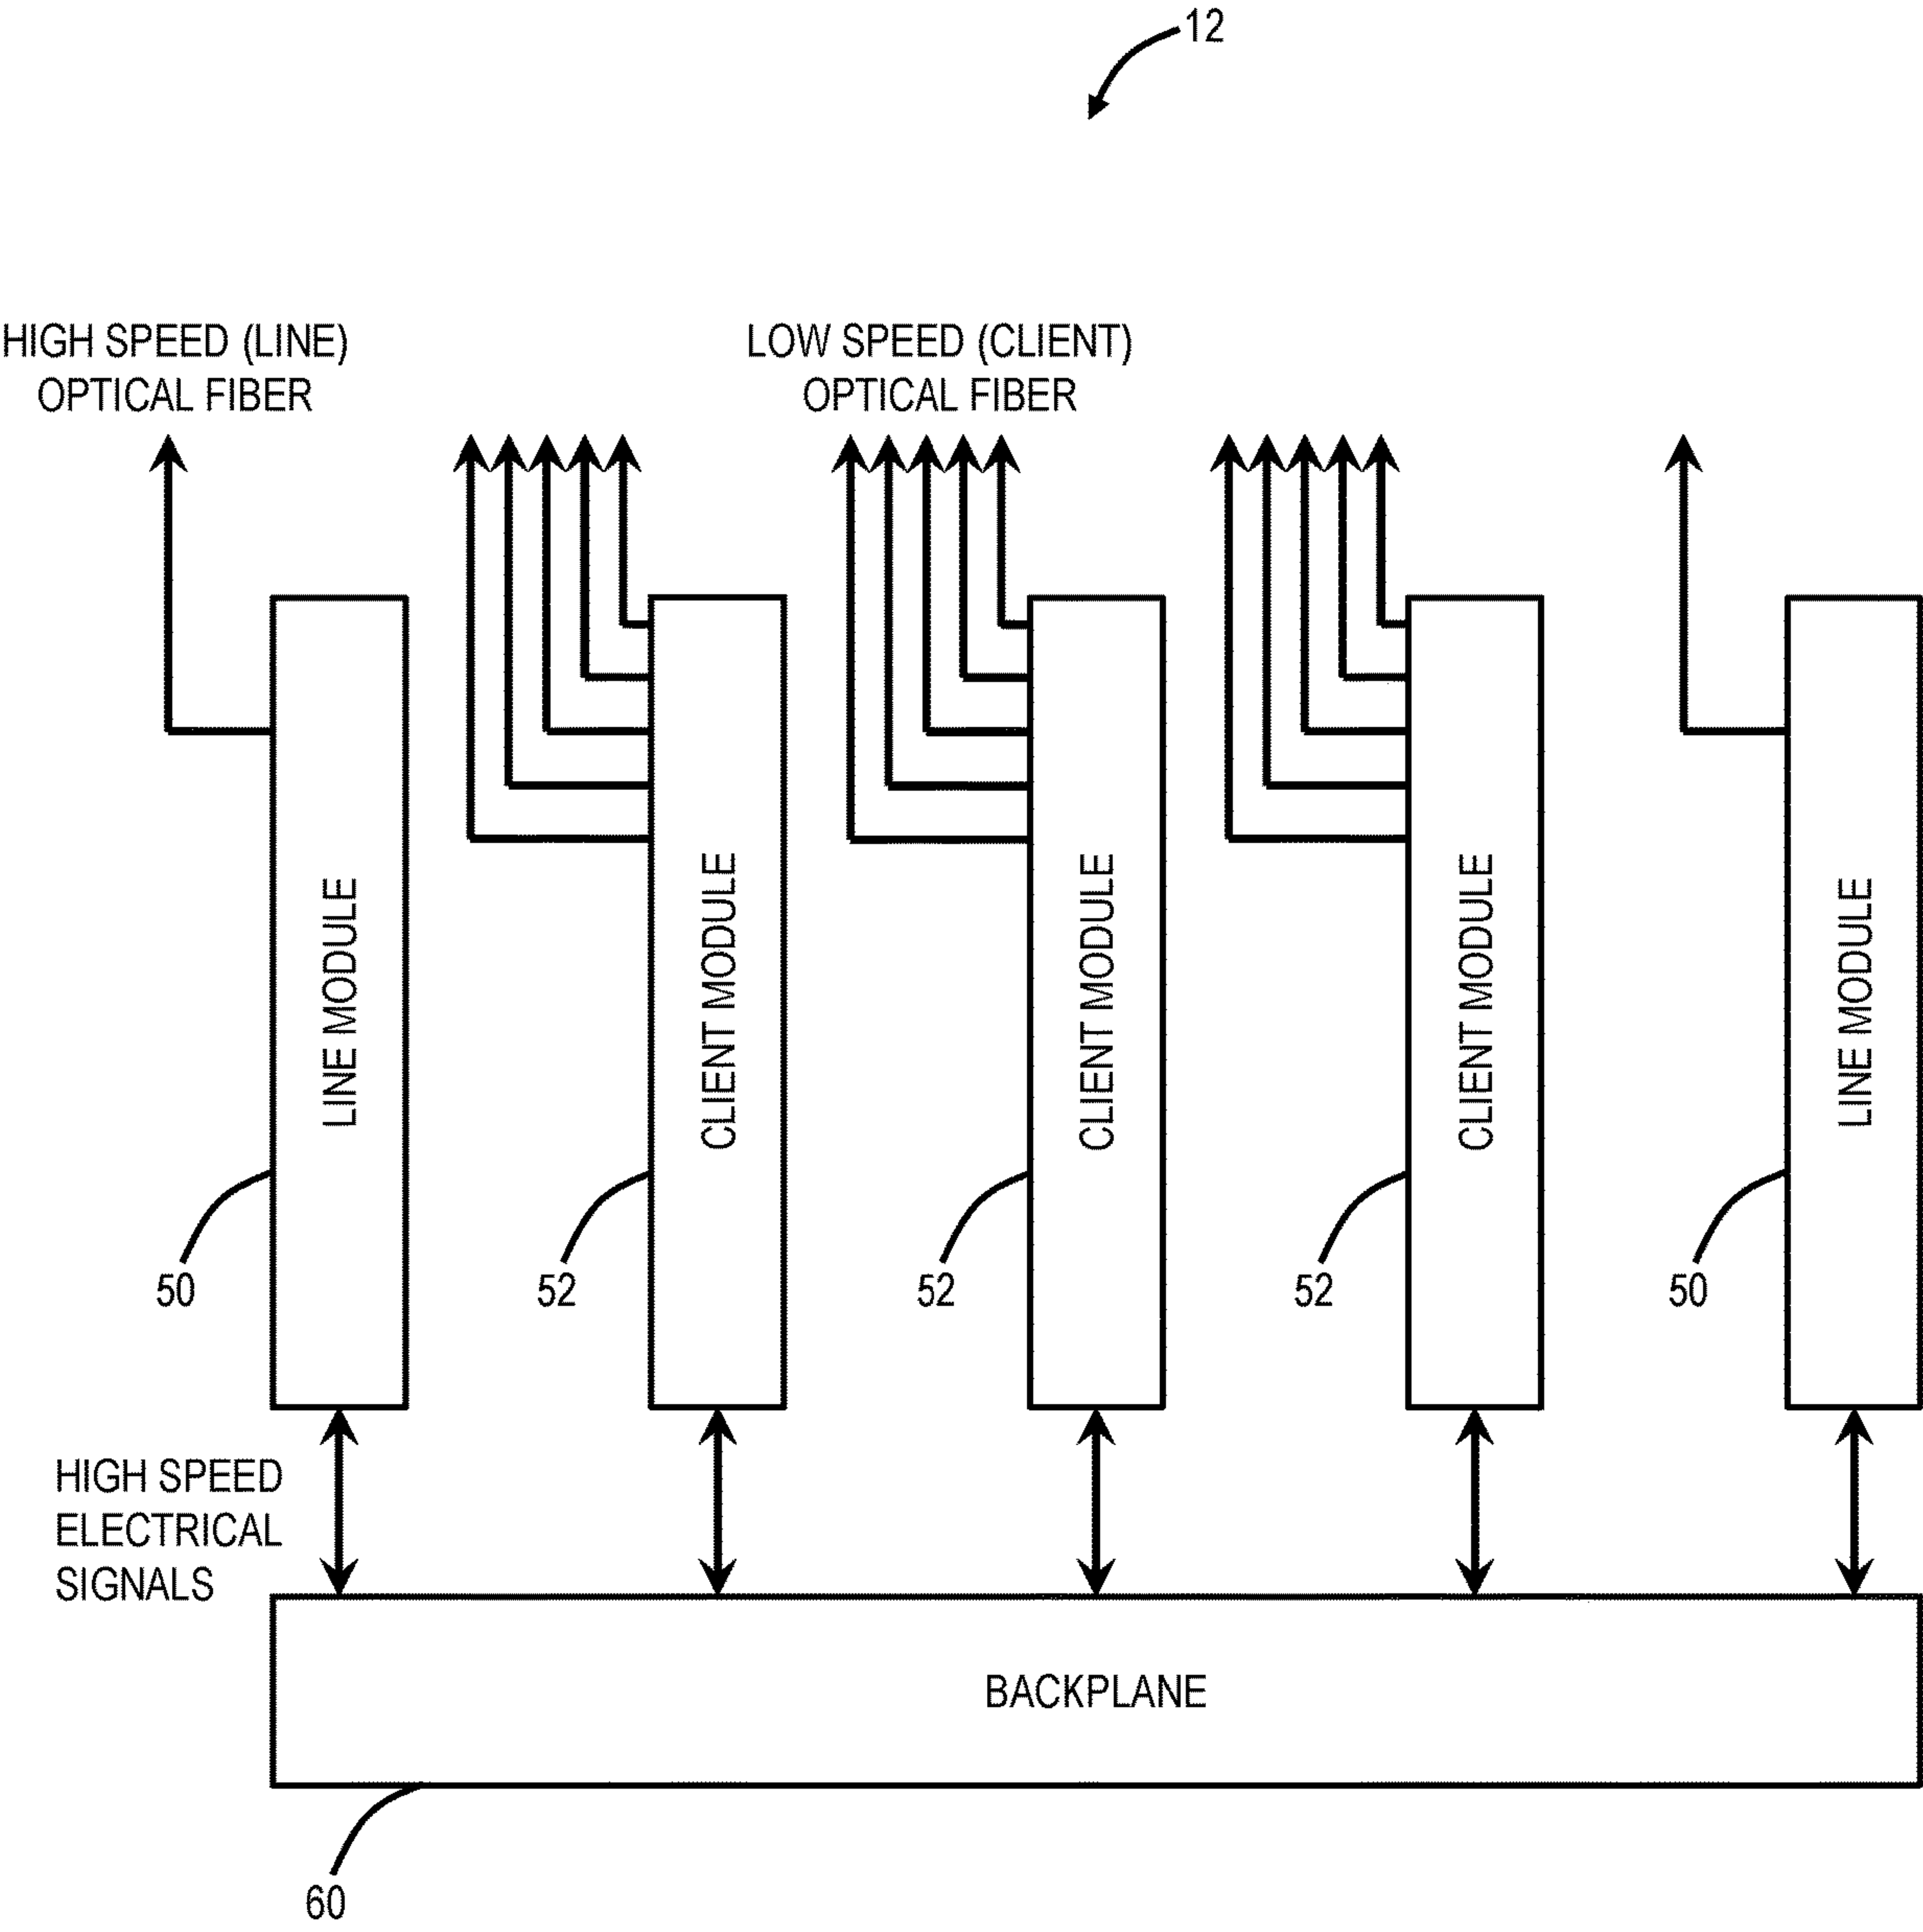 12
HIGH SPEED (LINE)
OPTICAL FIBER
LOW SPEED (CLIENT)
OPTICAL FIBER
LINE MODULE
CLIENT MODULE
CLIENT MODULE
CLIENT MODULE
LINE MODULE
50
52
52
52
50
HIGH SPEED
ELECTRICAL
SIGNALS
BACKPLANE
60